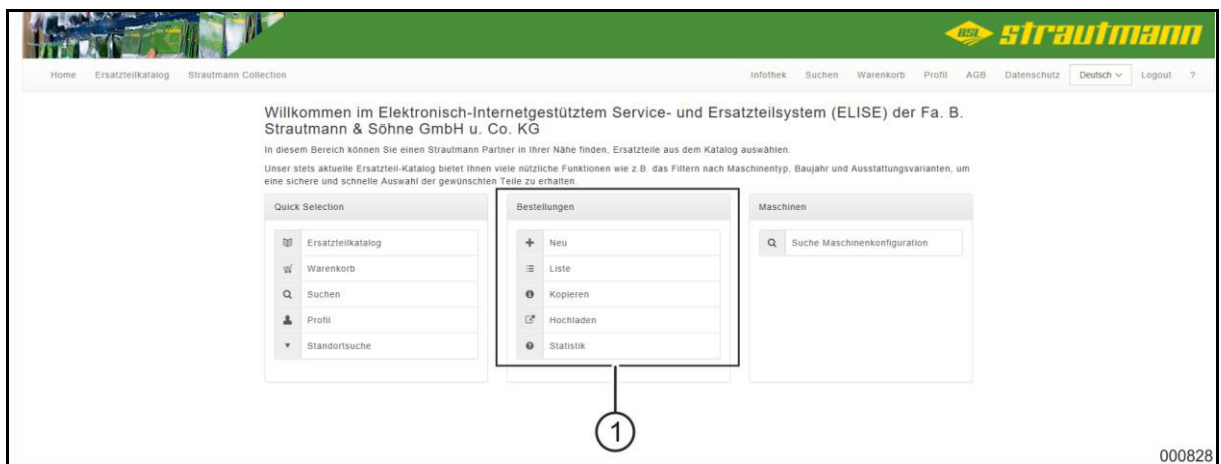 BSL strautmann
Home Ersatzteilkatalog Strautmann Collection Infothek Suchen Warenkorb Profil AGB Datenschutz Deutsch Logout ?
Willkommen im Elektronisch-Internetgestütztem Service- und Ersatzteilsystem (ELISE) der Fa. B.
Strautmann & Söhne GmbH u. Co. KG
In diesem Bereich können Sie einen Strautmann Partner in Ihrer Nähe finden, Ersatzteile aus dem Katalog auswählen.
Unser stets aktuelle Ersatzteil-Katalog bietet Ihnen viele nützliche Funktionen wie z.B. das Filtern nach Maschinentyp, Baujahr und Ausstattungsvarianten, um
eine sichere und schnelle Auswahl der gewünschten Teile zu erhalten.
Quick Selection
Ersatzteilkatalog
Warenkorb
Suchen
Profil
Standortsuche
Bestellungen
Neu
Liste
Kopieren
Hochladen
Statistik
Maschinen
Suche Maschinenkonfiguration
1
000828